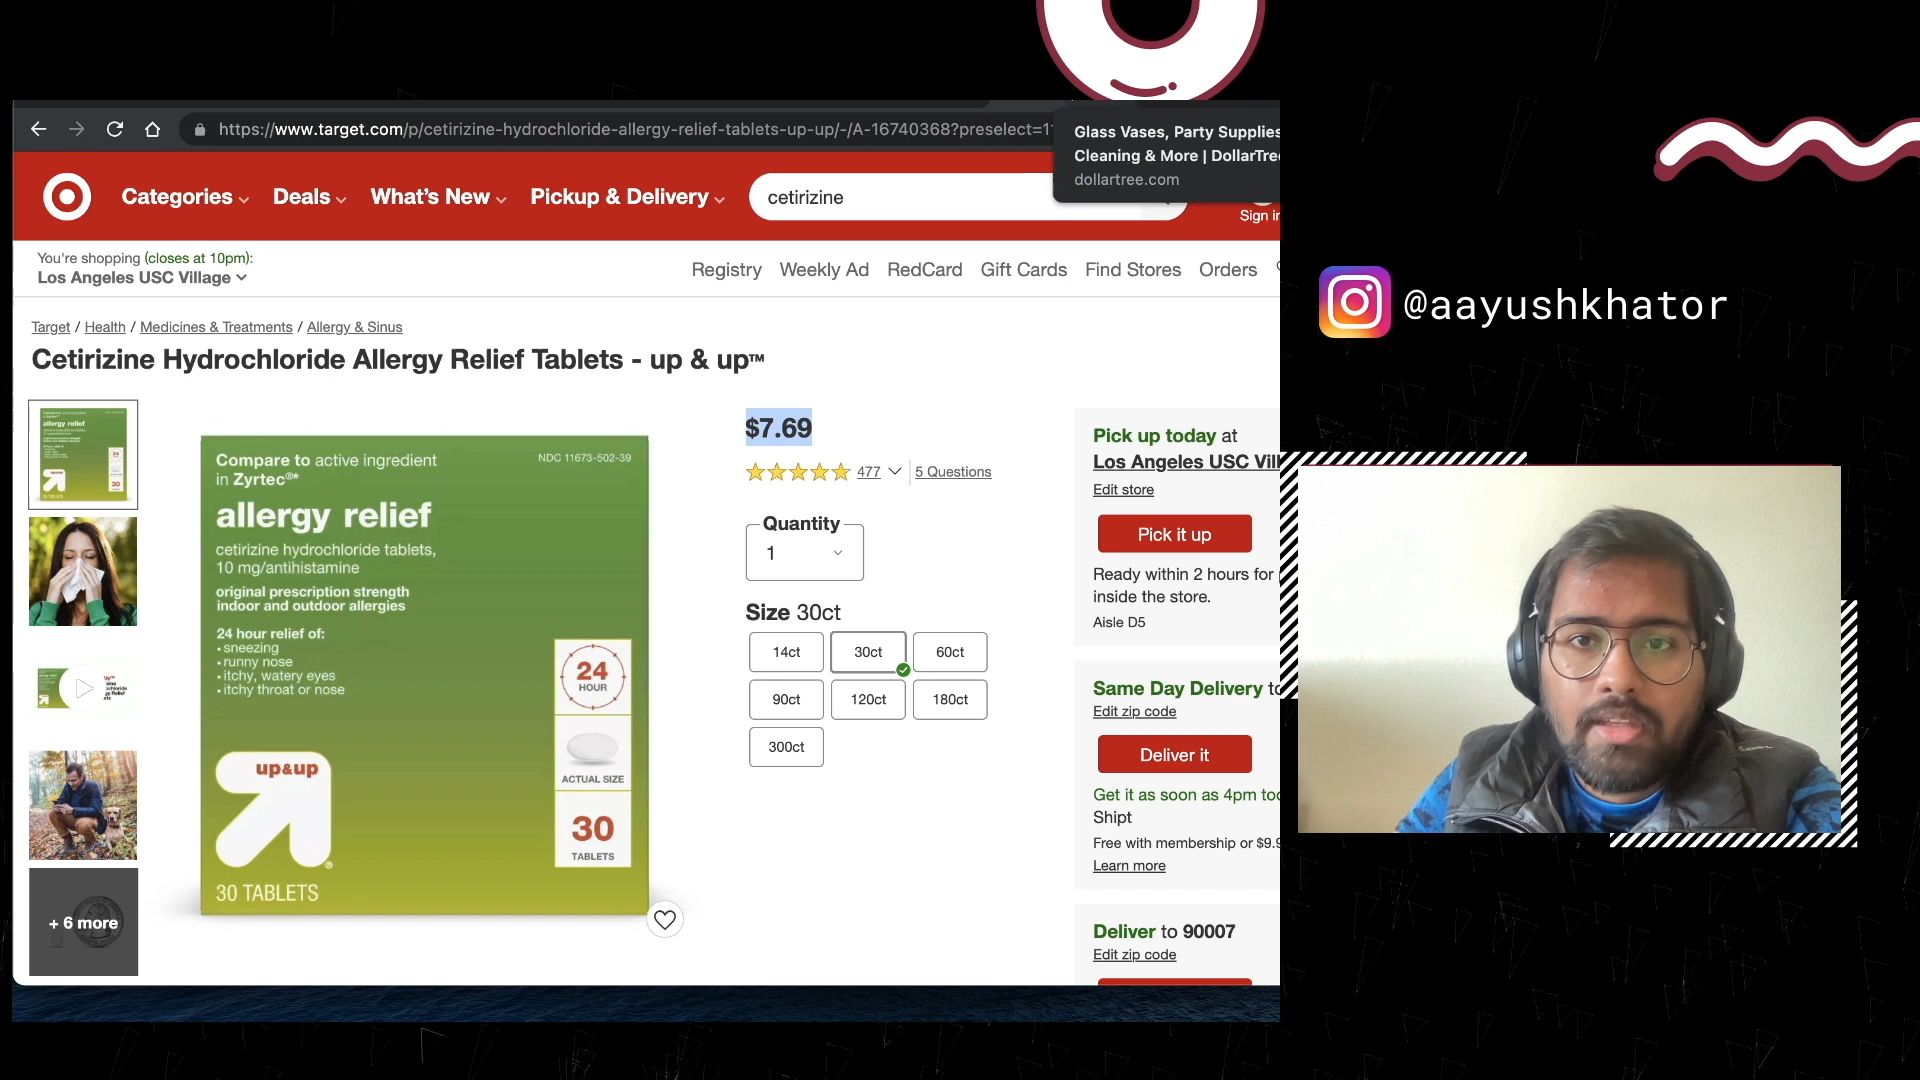 https://www.target.com/p/cetirizine-hydrochloride-allergy-relief-tablets-up-up/-/A-16740368?preselect=1
Glass Vases, Party Supplies
Cleaning & More | DollarTree
dollartree.com
Categories
Deals
What's New
Pickup & Delivery
cetirizine
Sign in
You're shopping (closes at 10pm):
Los Angeles USC Village
Registry
Weekly Ad
RedCard
Gift Cards
Find Stores
Orders
Target / Health / Medicines & Treatments / Allergy & Sinus
Cetirizine Hydrochloride Allergy Relief Tablets - up & up™
Compare to active ingredient
in Zyrtec®*
NDC 11673-502-39
allergy relief
cetirizine hydrochloride tablets,
10 mg/antihistamine
original prescription strength
indoor and outdoor allergies
24 hour relief of:
• sneezing
• runny nose
• itchy, watery eyes
• itchy throat or nose
24
HOUR
ACTUAL SIZE
30
TABLETS
up&up
30 TABLETS
+ 6 more
$7.69
477
5 Questions
Quantity
1
Size 30ct
14ct
30ct
60ct
90ct
120ct
180ct
300ct
Pick up today at
Los Angeles USC Vill
Edit store
Pick it up
Ready within 2 hours for
inside the store.
Aisle D5
Same Day Delivery to
Edit zip code
Deliver it
Get it as soon as 4pm
Shipt
Free with membership or $9.9
Learn more
Deliver to 90007
Edit zip code
@aayushkhator